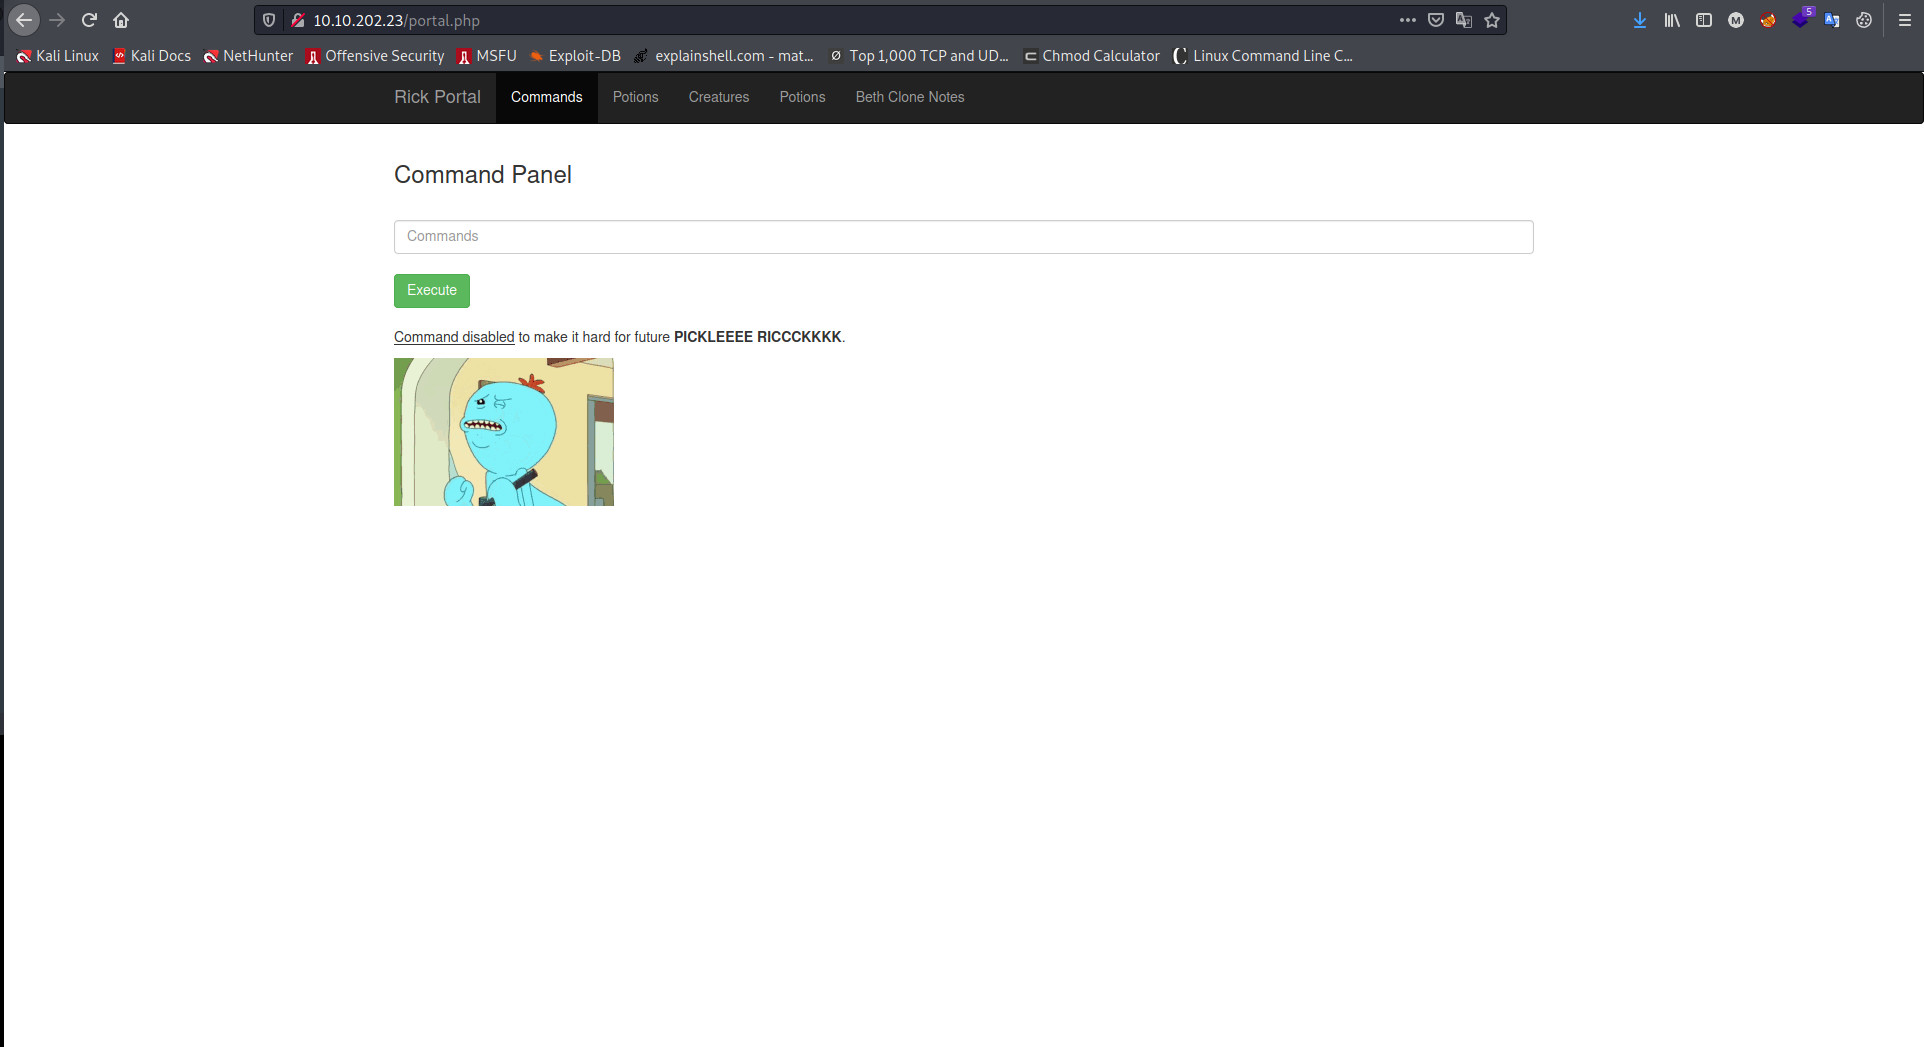 10.10.202.23/portal.php
5
Kali Linux Kali Docs NetHunter Offensive Security MSFU Exploit-DB explainshell.com - mat... Top 1,000 TCP and UD... Chmod Calculator Linux Command Line C...
Rick Portal Commands Potions Creatures Potions Beth Clone Notes
Command Panel
Commands
Execute
Command disabled to make it hard for future PICKLEEEE RICCCKKKK.